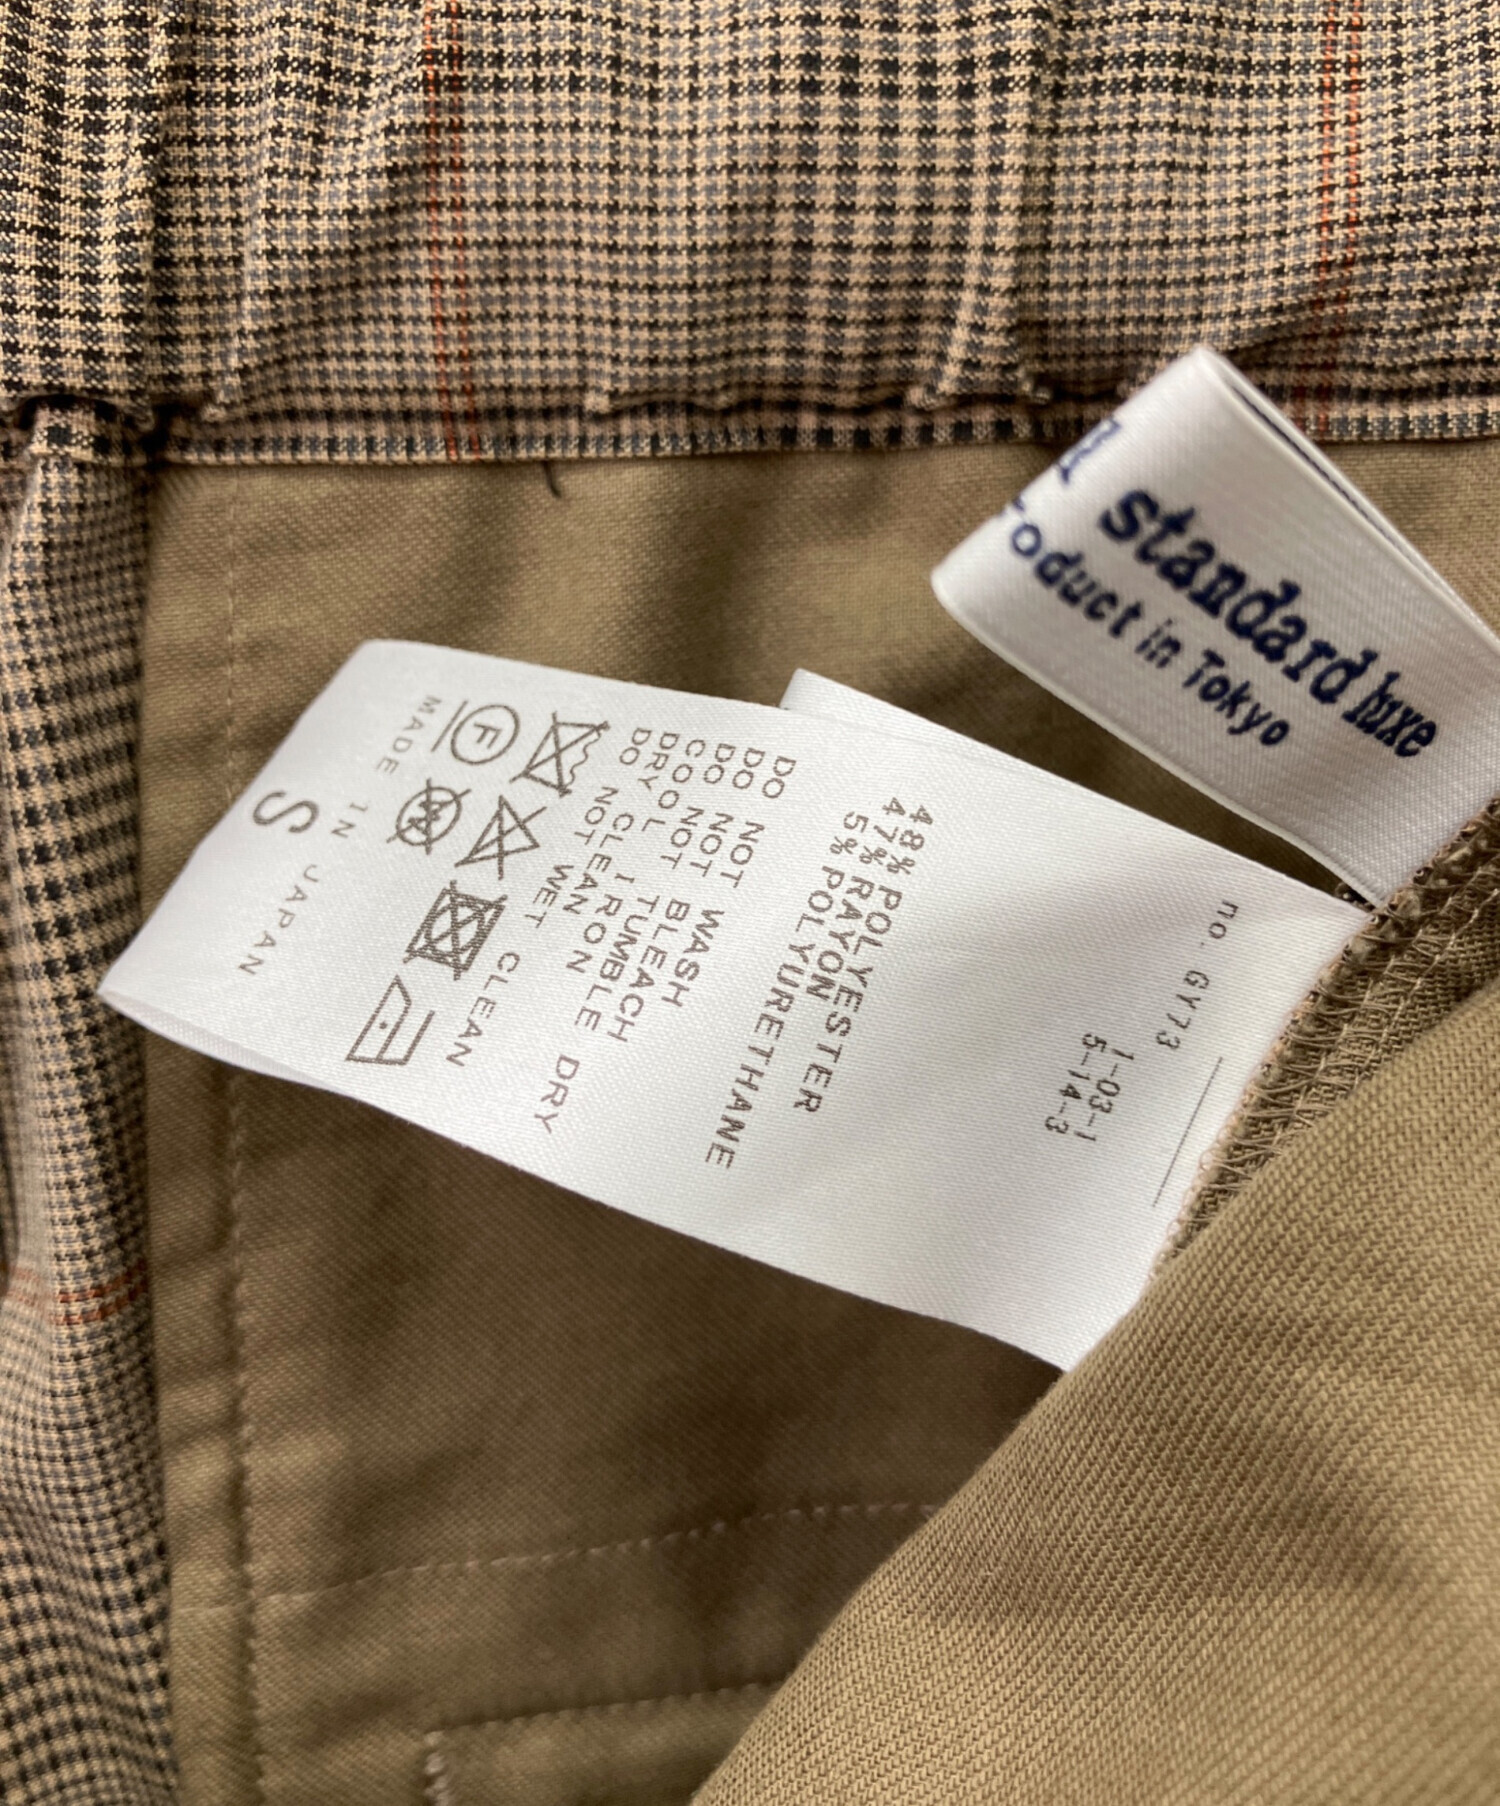 standard luxe
oduct in Tokyo
no. GY73
1-03-1
5-14-3
48% POLYESTER
47% RAYON
5% POLYURETHANE
DO NOT WASH
DO NOT BLEACH
DO NOT TUMBLE DRY
COOL IRON
DRY CLEAN
DO NOT WET CLEAN
F W
MADE IN JAPAN
S